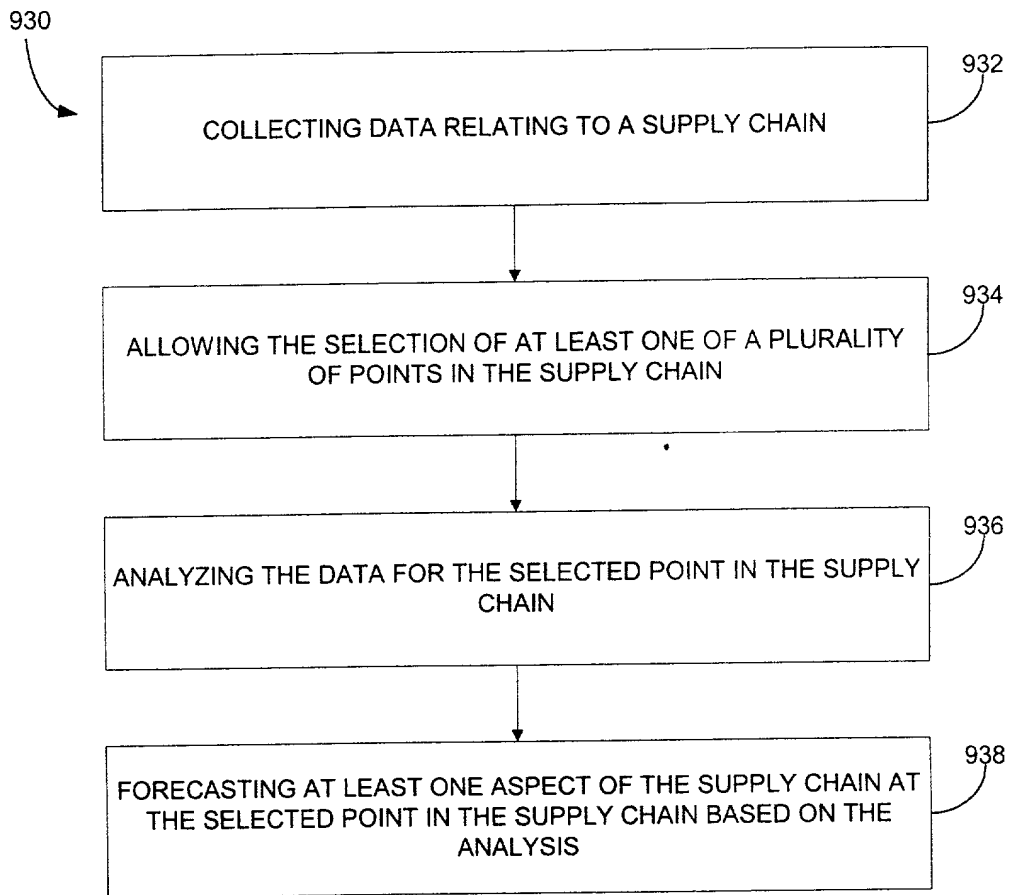 930
932
COLLECTING DATA RELATING TO A SUPPLY CHAIN
934
ALLOWING THE SELECTION OF AT LEAST ONE OF A PLURALITY
OF POINTS IN THE SUPPLY CHAIN
936
ANALYZING THE DATA FOR THE SELECTED POINT IN THE SUPPLY
CHAIN
938
FORECASTING AT LEAST ONE ASPECT OF THE SUPPLY CHAIN AT
THE SELECTED POINT IN THE SUPPLY CHAIN BASED ON THE
ANALYSIS